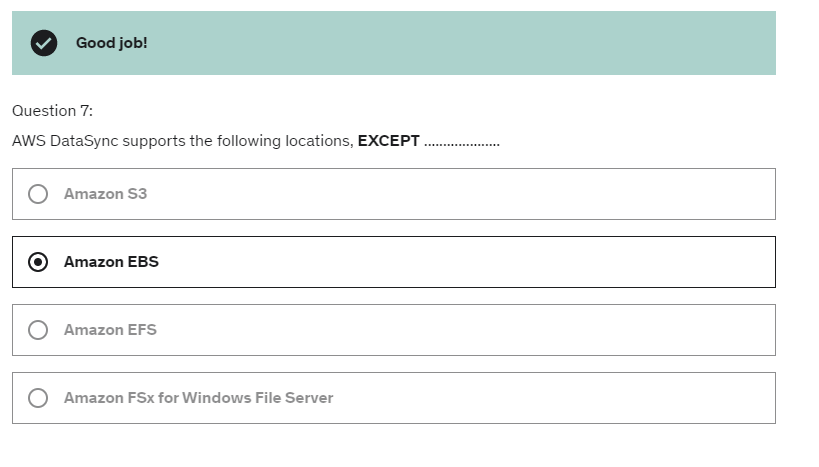 Good job!
Question 7:
AWS DataSync supports the following locations, EXCEPT ....................
Amazon S3
Amazon EBS
Amazon EFS
Amazon FSx for Windows File Server